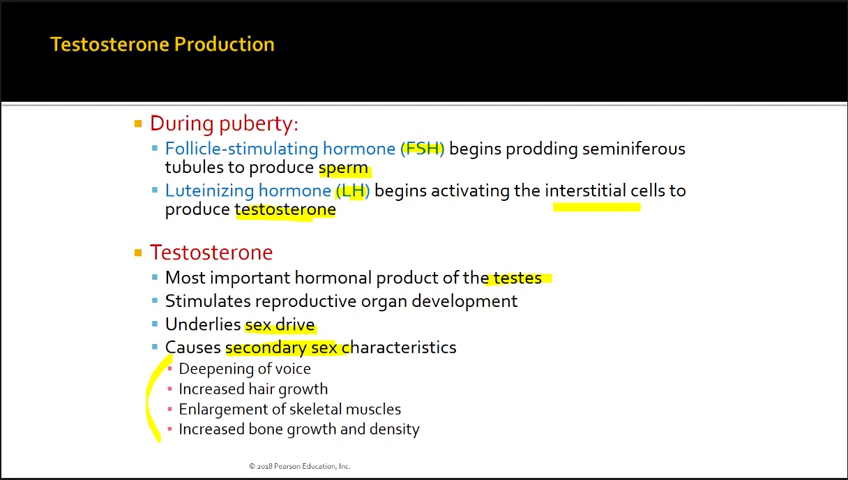 Testosterone Production
During puberty:
Follicle-stimulating hormone (FSH) begins prodding seminiferous
tubules to produce sperm
Luteinizing hormone (LH) begins activating the interstitial cells to
produce testosterone
Testosterone
Most important hormonal product of the testes
Stimulates reproductive organ development
Underlies sex drive
Causes secondary sex characteristics
Deepening of voice
Increased hair growth
Enlargement of skeletal muscles
Increased bone growth and density
© 2018 Pearson Education, Inc.